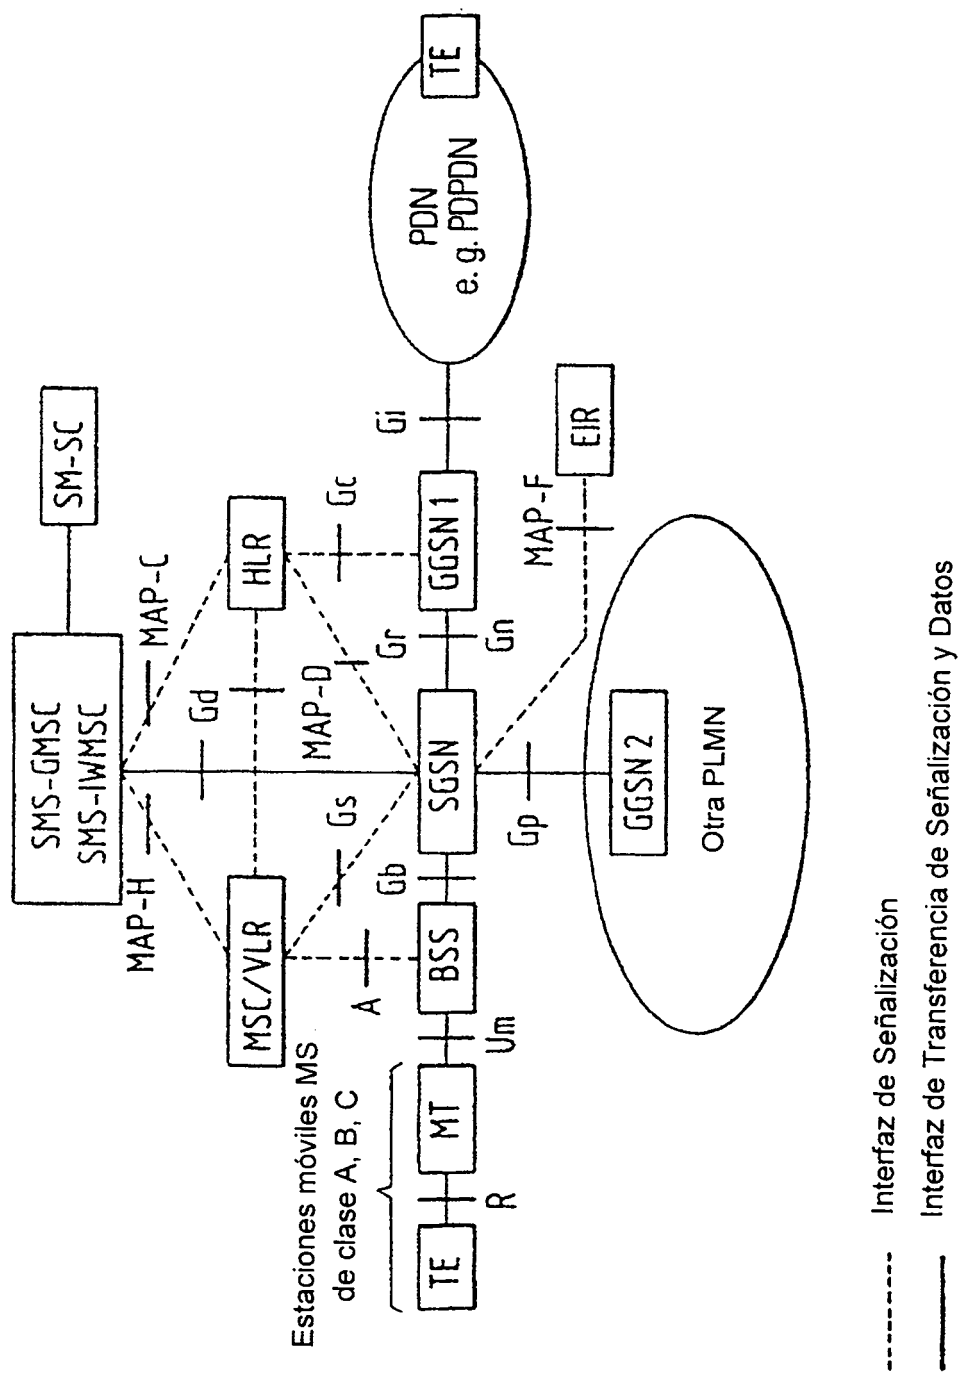 SMS-GMSC
SMS-IWMSC
SM-SC
MAP-H
MAP-C
Gd
MSC/VLR
HLR
Gs
MAP-D
Gc
Estaciones móviles MS
de clase A, B, C
A
Gb
Gr
Gi
TE
MT
BSS
SGSN
GGSN 1
PDN
e. g. PDPDN
TE
R
Um
Gp
Gn
MAP-F
EIR
GGSN 2
Otra PLMN
Interfaz de Señalización
Interfaz de Transferencia de Señalización y Datos